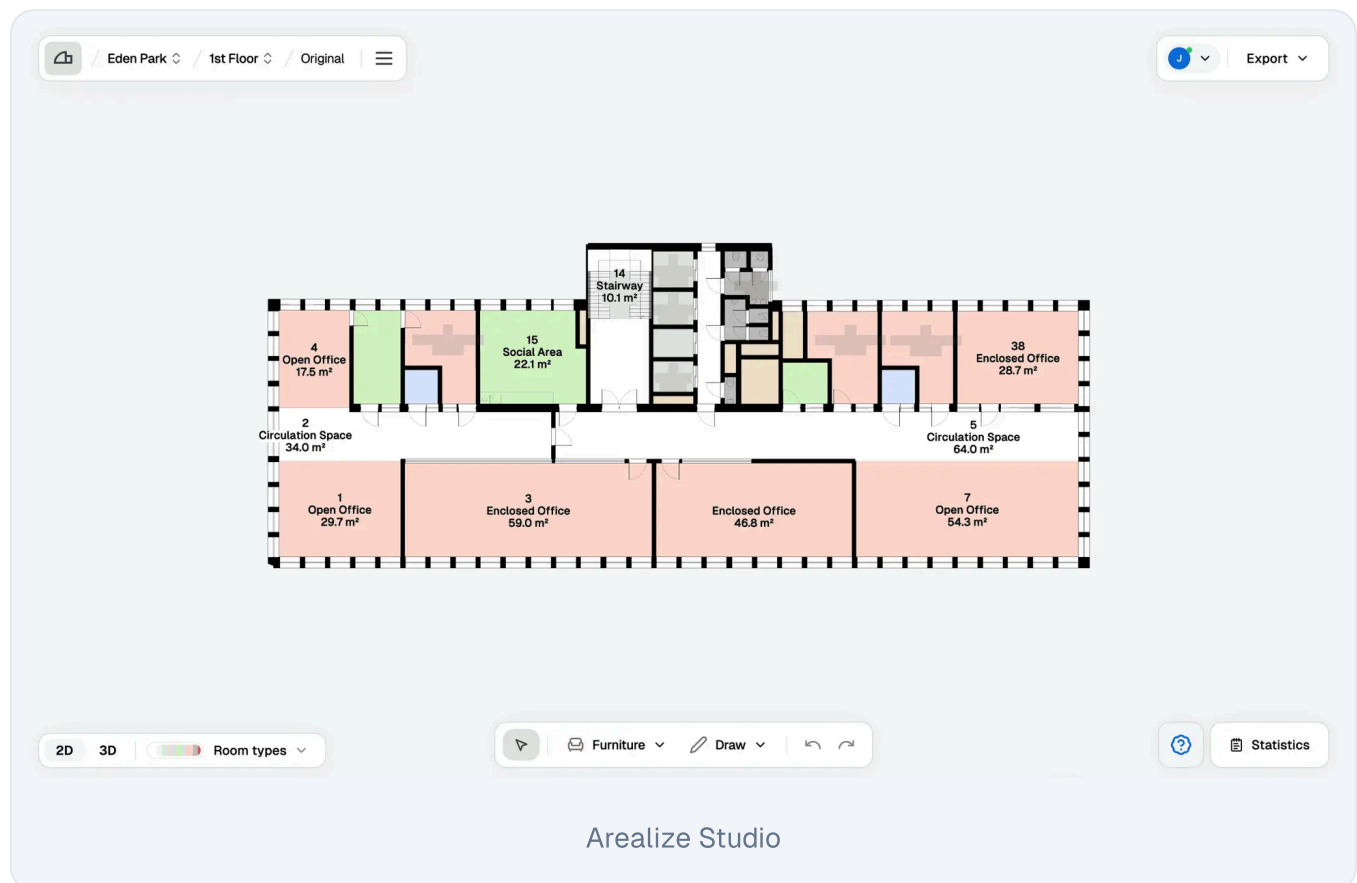 Eden Park
1st Floor
Original
J
Export
14
Stairway
10.1 m²
4
Open Office
17.5 m²
15
Social Area
22.1 m²
38
Enclosed Office
28.7 m²
2
Circulation Space
34.0 m²
5
Circulation Space
64.0 m²
1
Open Office
29.7 m²
3
Enclosed Office
59.0 m²
Enclosed Office
46.8 m²
7
Open Office
54.3 m²
2D
3D
Room types
Furniture
Draw
?
Statistics
Arealize Studio